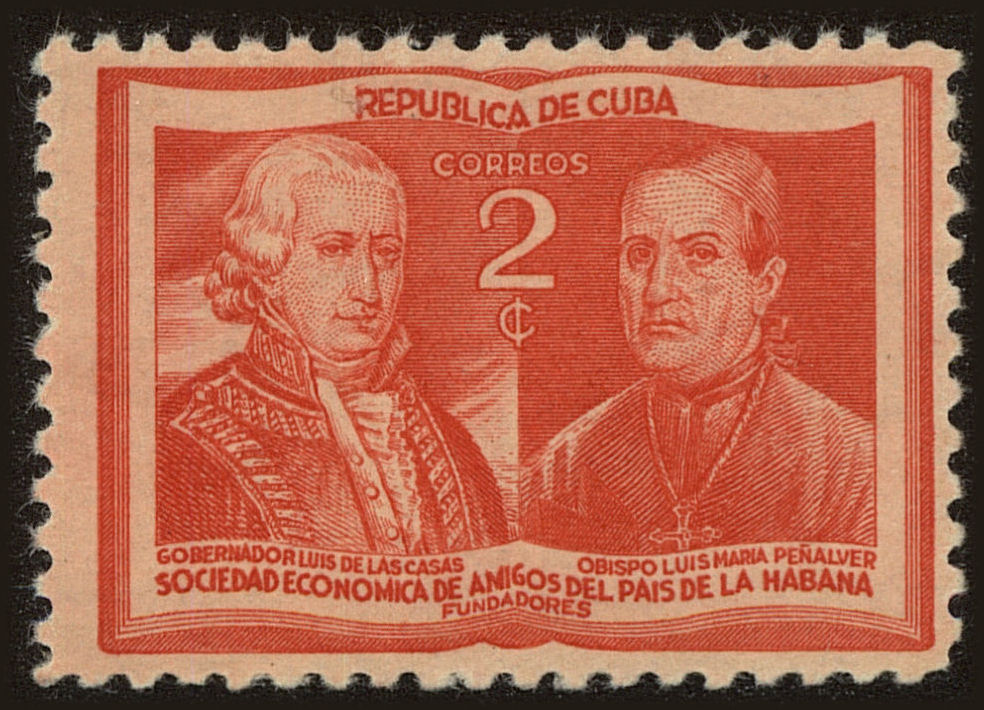 REPUBLICA DE CUBA
CORREOS
2
¢
GOBERNADOR LUIS DE LAS CASAS
OBISPO LUIS MARIA PEÑALVER
SOCIEDAD ECONOMICA DE AMIGOS DEL PAIS DE LA HABANA
FUNDADORES